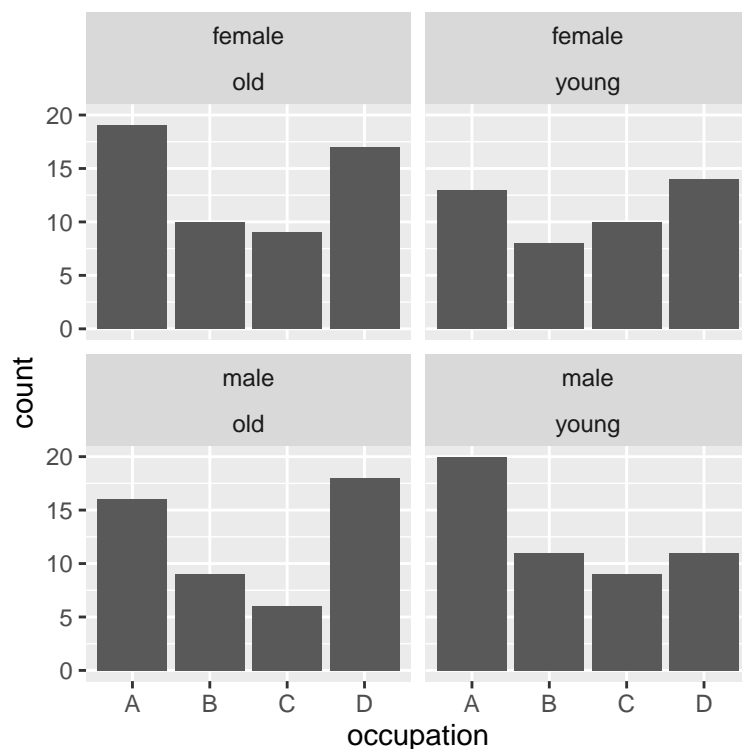 female
female
old
young
20
15
10
5
0
male
male
old
young
20
15
10
5
0
count
A
B
C
D
A
B
C
D
occupation